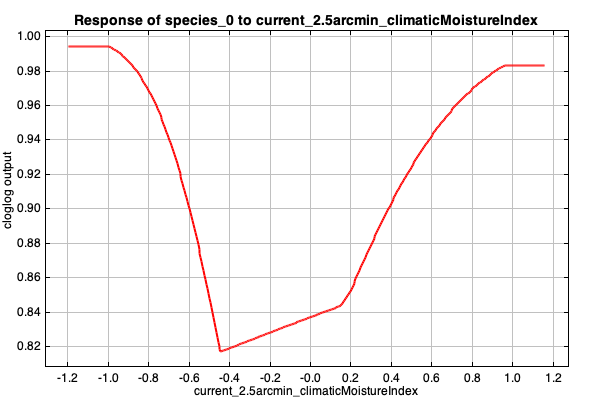 Response of species_0 to current_2.5arcmin_climaticMoistureIndex
1.00
0.98
0.96
0.94
0.92
0.90
0.88
0.86
0.84
0.82
cloglog output
-1.2 -1.0 -0.8 -0.6 -0.4 -0.2 -0.0 0.2 0.4 0.6 0.8 1.0 1.2
current_2.5arcmin_climaticMoistureIndex